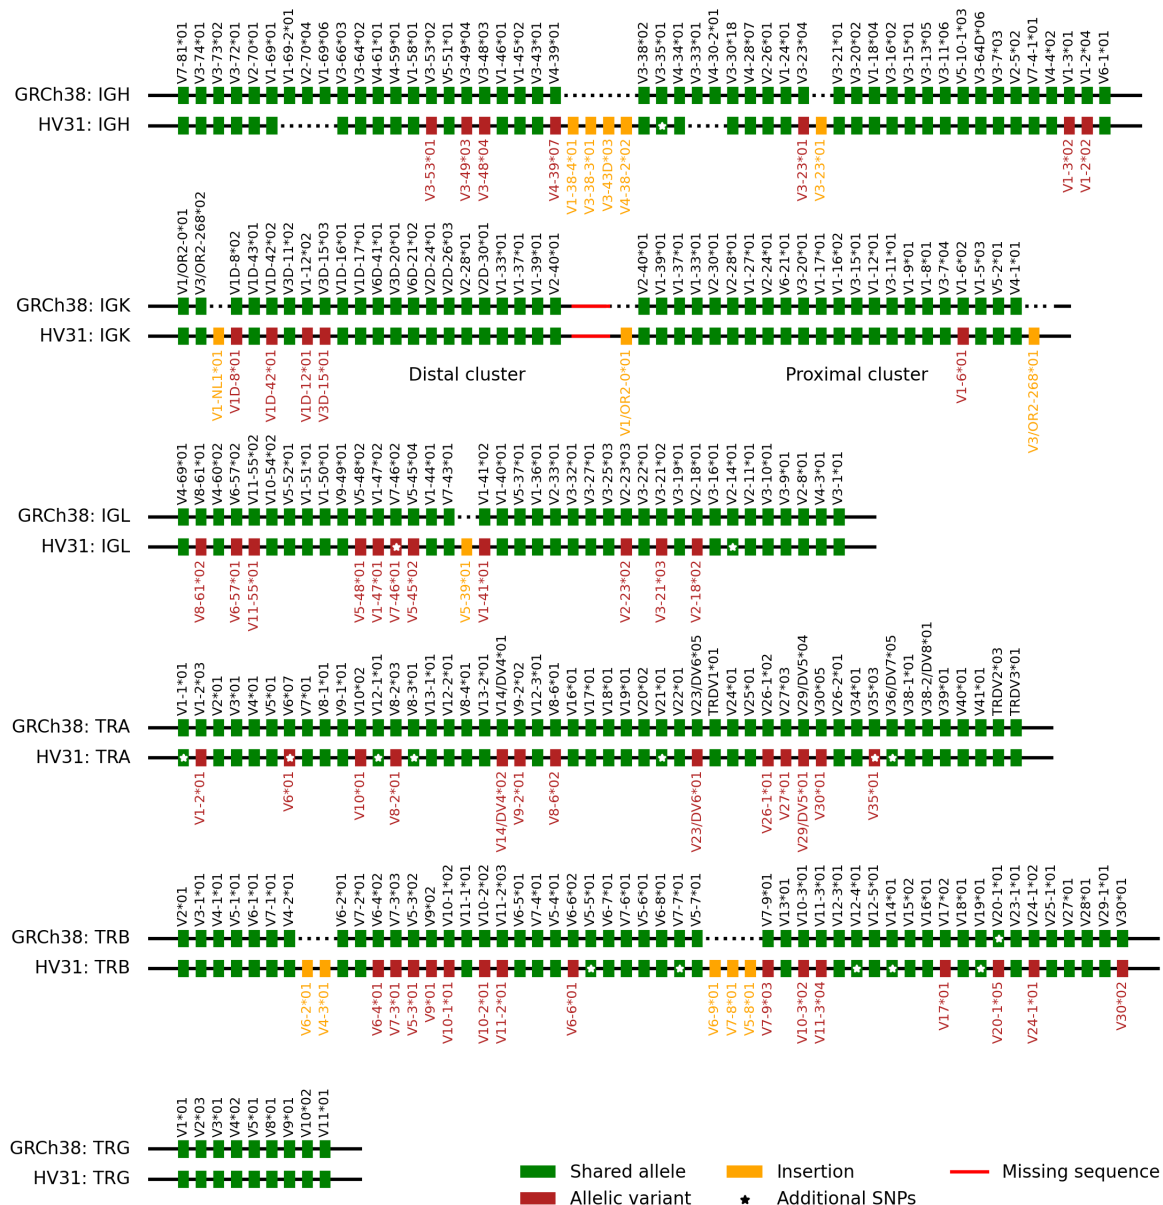 V7-81*01 V3-74*01 V3-73*02 V3-72*01 V2-70*01 V1-69*01 V1-69-2*01 V2-70*04 V1-69*06 V3-66*03 V3-64*02 V4-61*01 V4-59*01 V1-58*01 V3-53*02 V5-51*01 V3-49*04 V3-48*03 V1-46*01 V1-45*02 V3-43*01 V4-39*01 V3-38*02 V3-35*01 V4-34*01 V3-33*01 V4-30-2*01 V3-30*18 V4-28*07 V2-26*01 V1-24*01 V3-23*04 V3-21*01 V3-20*02 V1-18*04 V3-16*02 V3-15*01 V3-13*05 V3-11*06 V5-10-1*03 V3-64D*06 V3-7*03 V2-5*02 V7-4-1*01 V4-4*02 V1-3*01 V1-2*04 V6-1*01
GRCh38: IGH
HV31: IGH
V3-53*01 V3-49*03 V3-48*04 V4-39*07 V1-38-4*01 V3-38-3*01 V3-43D*03 V4-38-2*02 V3-23*01 V3-23*01 V1-3*02 V1-2*02
V1/OR2-0*01 V3/OR2-268*02 V1D-8*02 V1D-43*01 V1D-42*02 V3D-11*02 V1-12*02 V3D-15*03 V1D-16*01 V1D-17*01 V6D-41*01 V3D-20*01 V6D-21*02 V2D-24*01 V2D-26*03 V2-28*01 V2D-30*01 V1-33*01 V1-37*01 V1-39*01 V2-40*01 V2-40*01 V1-39*01 V1-37*01 V1-33*01 V2-30*01 V2-28*01 V1-27*01 V2-24*01 V6-21*01 V3-20*01 V1-17*01 V1-16*02 V3-15*01 V1-12*01 V3-11*01 V1-9*01 V1-8*01 V3-7*04 V1-6*02 V1-5*03 V5-2*01 V4-1*01
GRCh38: IGK
HV31: IGK
V1-NL1*01 V1D-8*01 V1D-42*01 V1D-12*01 V3D-15*01 V1/OR2-0*01 V1-6*01 V3/OR2-268*01
Distal cluster Proximal cluster
V4-69*01 V8-61*01 V4-60*02 V6-57*02 V11-55*02 V10-54*02 V5-52*01 V1-51*01 V1-50*01 V9-49*01 V5-48*02 V1-47*02 V7-46*02 V5-45*04 V1-44*01 V7-43*01 V1-41*02 V1-40*01 V5-37*01 V1-36*01 V2-33*01 V3-32*01 V3-27*01 V3-25*03 V2-23*03 V3-22*01 V3-21*02 V3-19*01 V2-18*01 V3-16*01 V2-14*01 V2-11*01 V3-10*01 V3-9*01 V2-8*01 V4-3*01 V3-1*01
GRCh38: IGL
HV31: IGL
V8-61*02 V6-57*01 V11-55*01 V5-48*01 V1-47*01 V7-46*01 V5-45*02 V5-39*01 V1-41*01 V2-23*02 V3-21*03 V2-18*02
V1-1*01 V1-2*03 V2*01 V3*01 V4*01 V5*01 V6*07 V7*01 V8-1*01 V9-1*01 V10*02 V12-1*01 V8-2*03 V8-3*01 V13-1*01 V12-2*01 V8-4*01 V13-2*01 V14/DV4*01 V9-2*02 V12-3*01 V8-6*01 V16*01 V17*01 V18*01 V19*01 V20*02 V21*01 V22*01 V23/DV6*05 TRDV1*01 V24*01 V25*01 V26-1*02 V27*03 V29/DV5*04 V30*05 V26-2*01 V34*01 V35*03 V36/DV7*05 V38-1*01 V38-2/DV8*01 V39*01 V40*01 V41*01 TRDV2*03 TRDV3*01
GRCh38: TRA
HV31: TRA
V1-2*01 V6*01 V10*01 V8-2*01 V14/DV4*02 V9-2*01 V8-6*02 V23/DV6*01 V26-1*01 V27*01 V29/DV5*01 V30*01 V35*01
V2*01 V3-1*01 V4-1*01 V5-1*01 V6-1*01 V7-1*01 V4-2*01 V6-2*01 V7-2*01 V6-4*02 V7-3*03 V5-3*02 V9*02 V10-1*02 V11-1*01 V10-2*02 V11-2*03 V6-5*01 V7-4*01 V5-4*01 V6-6*02 V5-5*01 V6-7*01 V7-6*01 V5-6*01 V6-8*01 V7-7*01 V5-7*01 V7-9*01 V13*01 V10-3*01 V11-3*01 V12-3*01 V12-4*01 V12-5*01 V14*01 V15*02 V16*01 V17*02 V18*01 V19*01 V20-1*01 V23-1*01 V24-1*02 V25-1*01 V27*01 V28*01 V29-1*01 V30*01
GRCh38: TRB
HV31: TRB
V6-2*01 V4-3*01 V6-4*01 V7-3*01 V5-3*01 V9*01 V10-1*01 V10-2*01 V11-2*01 V6-6*01 V6-9*01 V7-8*01 V5-8*01 V7-9*03 V10-3*02 V11-3*04 V17*01 V20-1*05 V24-1*01 V30*02
V1*01 V2*03 V3*01 V4*02 V5*01 V8*01 V9*01 V10*02 V11*01
GRCh38: TRG
HV31: TRG
Shared allele Insertion Missing sequence
Allelic variant Additional SNPs